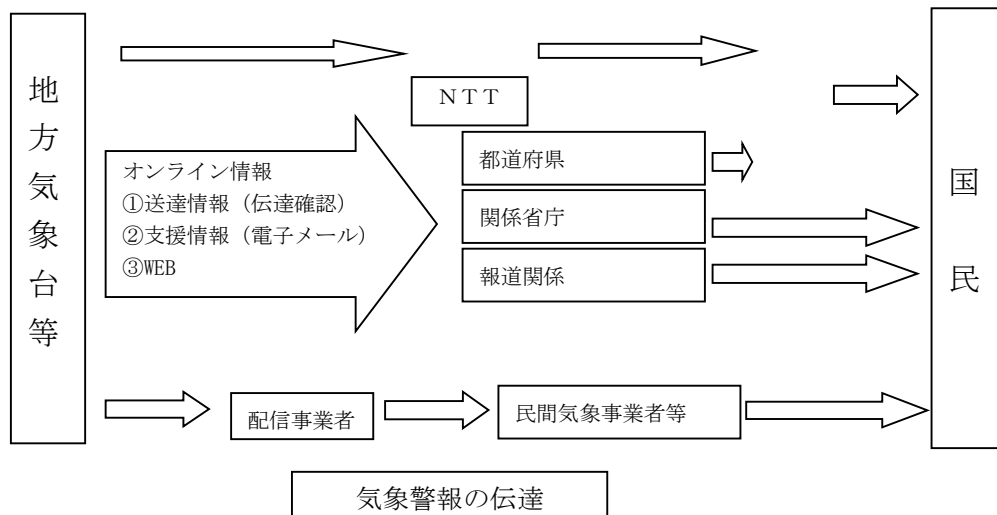 地方気象台等
NTT
オンライン情報
①送達情報（伝達確認）
②支援情報（電子メール）
③WEB
都道府県
関係省庁
報道関係
国民
配信事業者
民間気象事業者等
気象警報の伝達